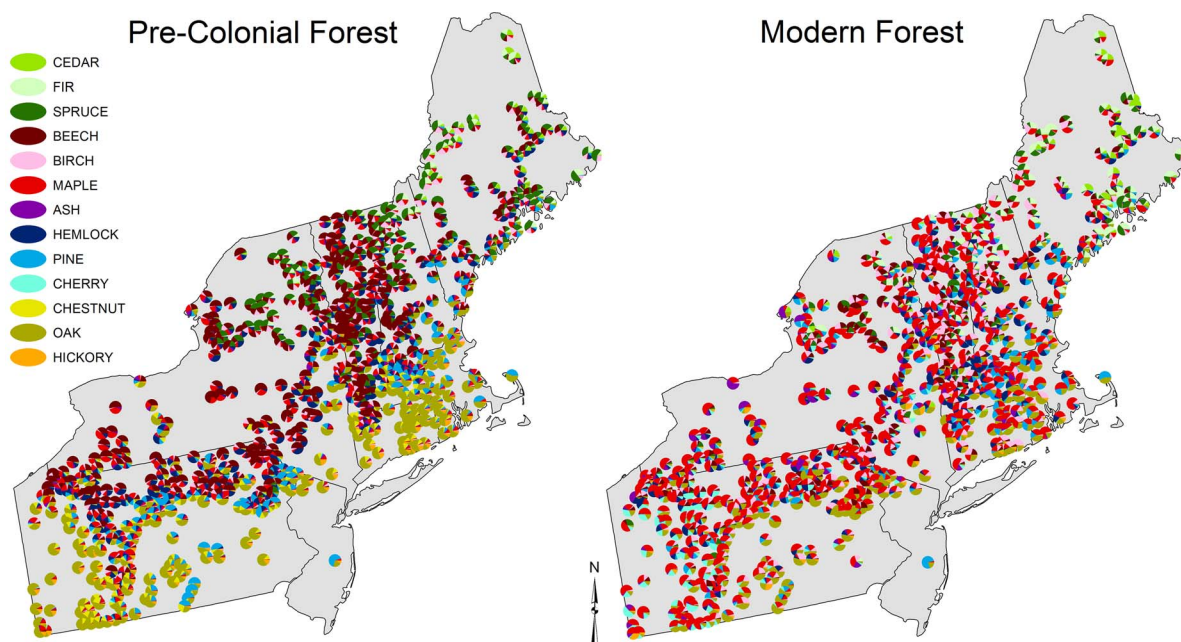 Pre-Colonial Forest
Modern Forest
CEDAR
FIR
SPRUCE
BEECH
BIRCH
MAPLE
ASH
HEMLOCK
PINE
CHERRY
CHESTNUT
OAK
HICKORY
N